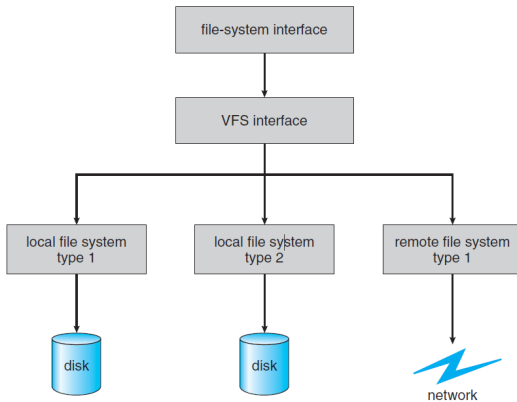 file-system interface
VFS interface
local file system
type 1
local file system
type 2
remote file system
type 1
disk
disk
network